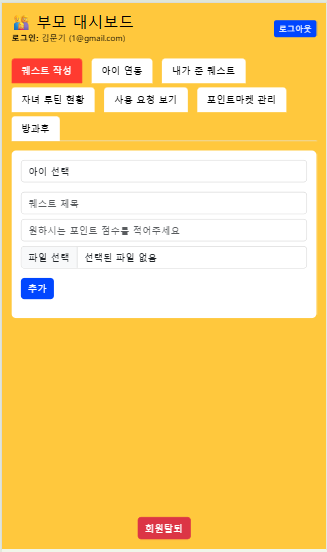 부모 대시보드
로그인: 김문기 (1@gmail.com)
로그아웃
퀘스트 작성
아이 연동
내가 준 퀘스트
자녀 루틴 현황
사용 요청 보기
포인트마켓 관리
방과후
아이 선택
퀘스트 제목
원하시는 포인트 점수를 적어주세요
파일 선택 선택된 파일 없음
추가
회원탈퇴